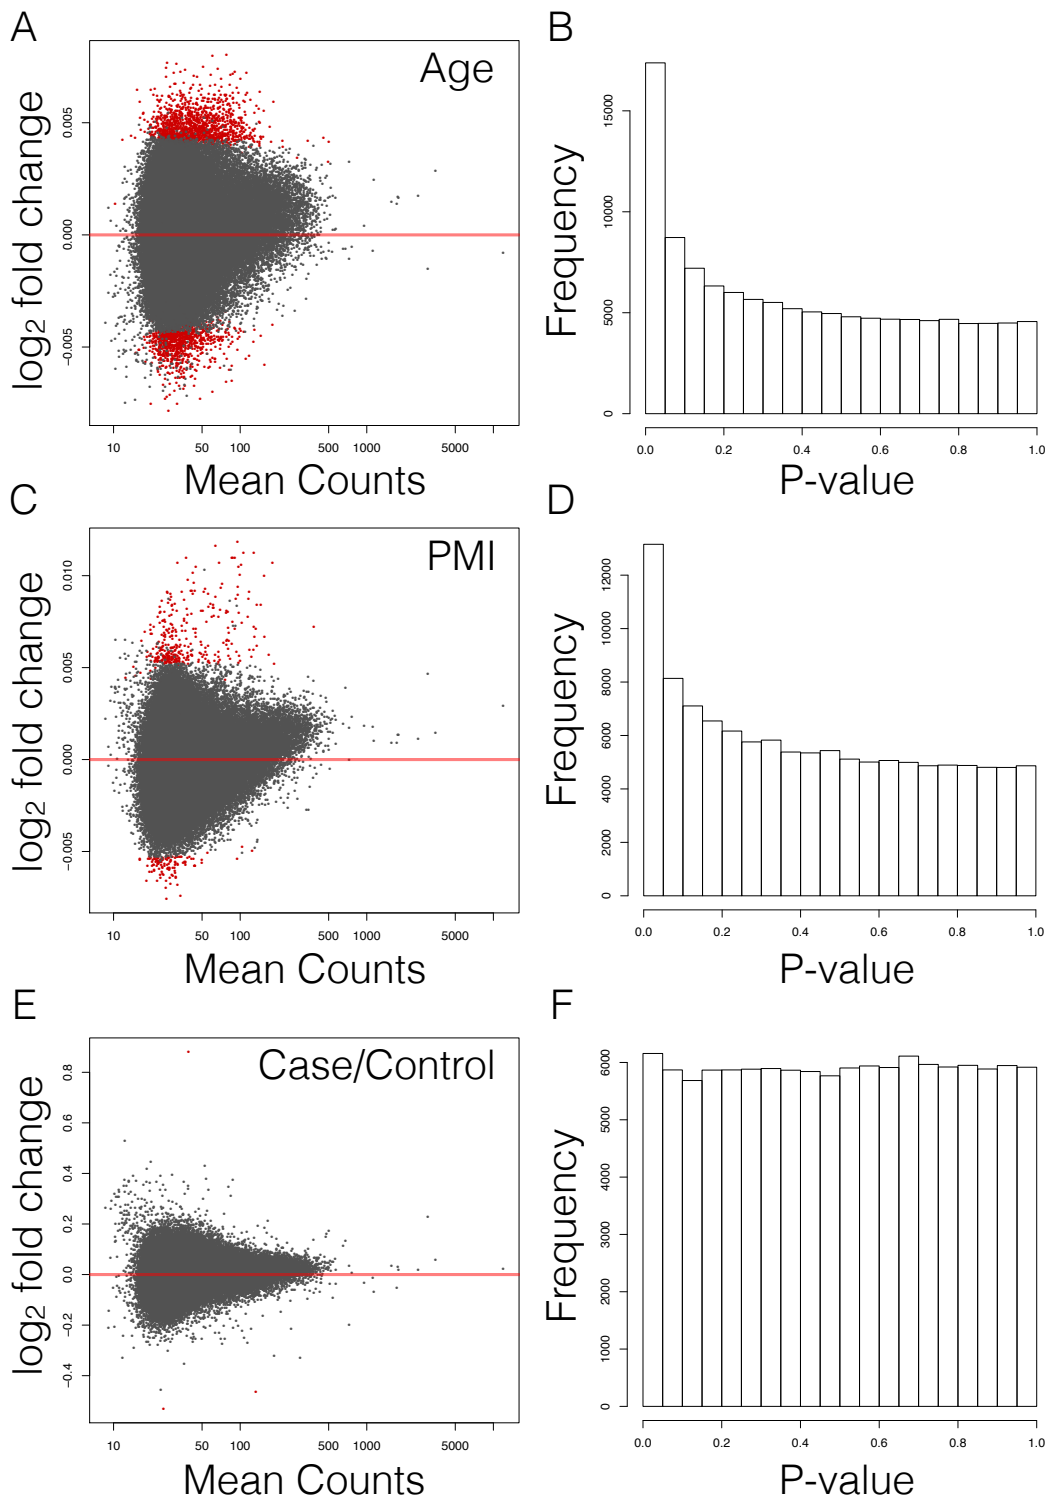 A
Age
log2 fold change
0.005
0.000
−0.005
10 50 100 500 1000 5000
Mean Counts
B
Frequency
15000
10000
5000
0
0.0 0.2 0.4 0.6 0.8 1.0
P-value
C
PMI
log2 fold change
0.010
0.005
0.000
−0.005
10 50 100 500 1000 5000
Mean Counts
D
Frequency
12000
10000
8000
6000
4000
2000
0
0.0 0.2 0.4 0.6 0.8 1.0
P-value
E
Case/Control
log2 fold change
0.8
0.6
0.4
0.2
0.0
−0.2
−0.4
10 50 100 500 1000 5000
Mean Counts
F
Frequency
6000
5000
4000
3000
2000
1000
0
0.0 0.2 0.4 0.6 0.8 1.0
P-value